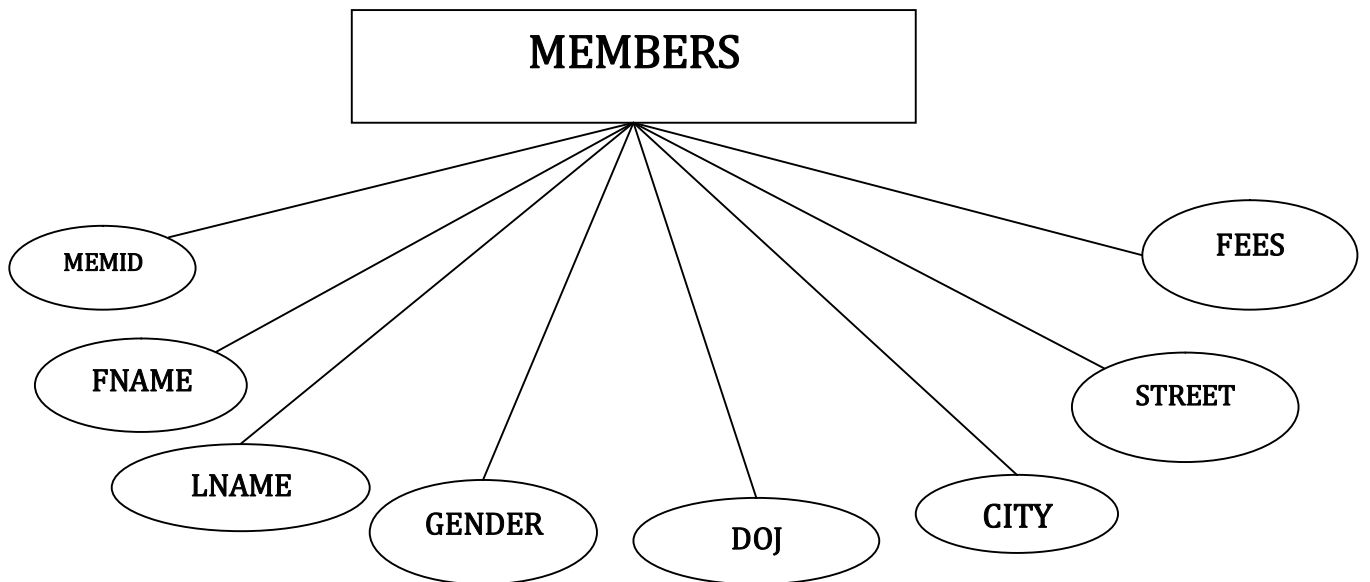 MEMBERS
MEMID
FNAME
LNAME
GENDER
DOJ
CITY
STREET
FEES